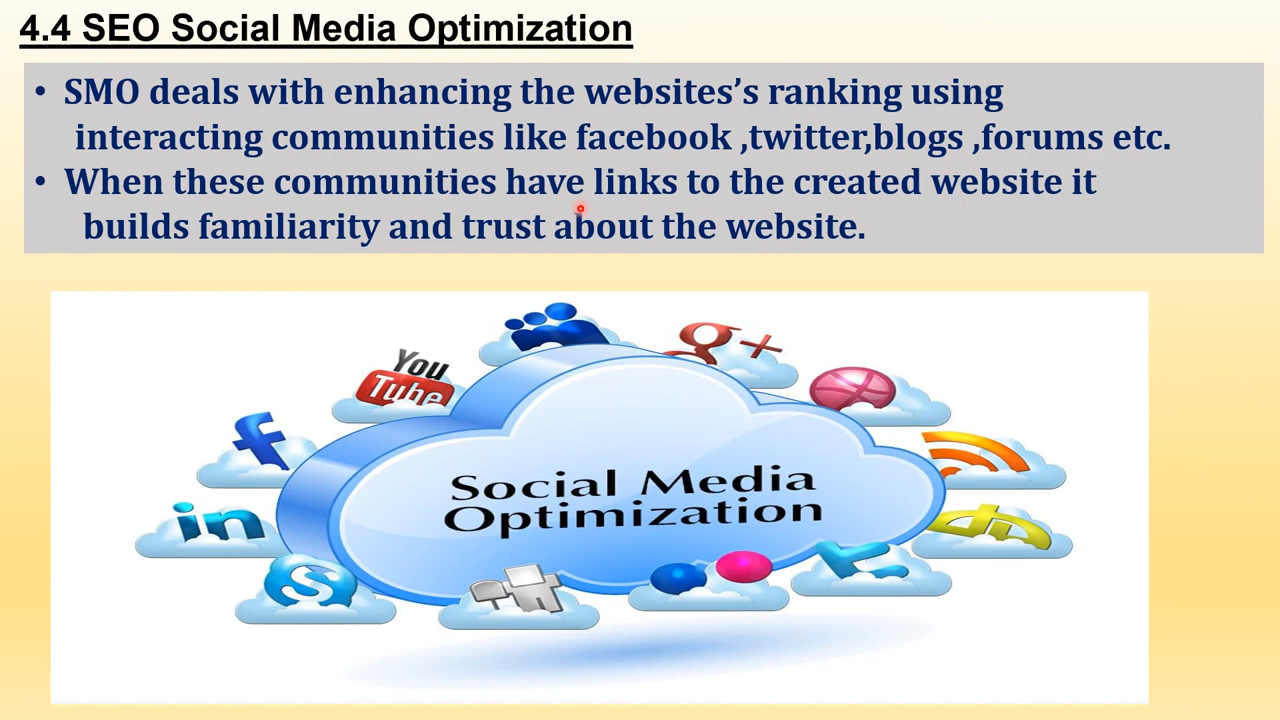 4.4 SEO Social Media Optimization
• SMO deals with enhancing the websites’s ranking using
interacting communities like facebook ,twitter,blogs ,forums etc.
• When these communities have links to the created website it
builds familiarity and trust about the website.
You
Tube
g+
f
in
S
Social Media
Optimization